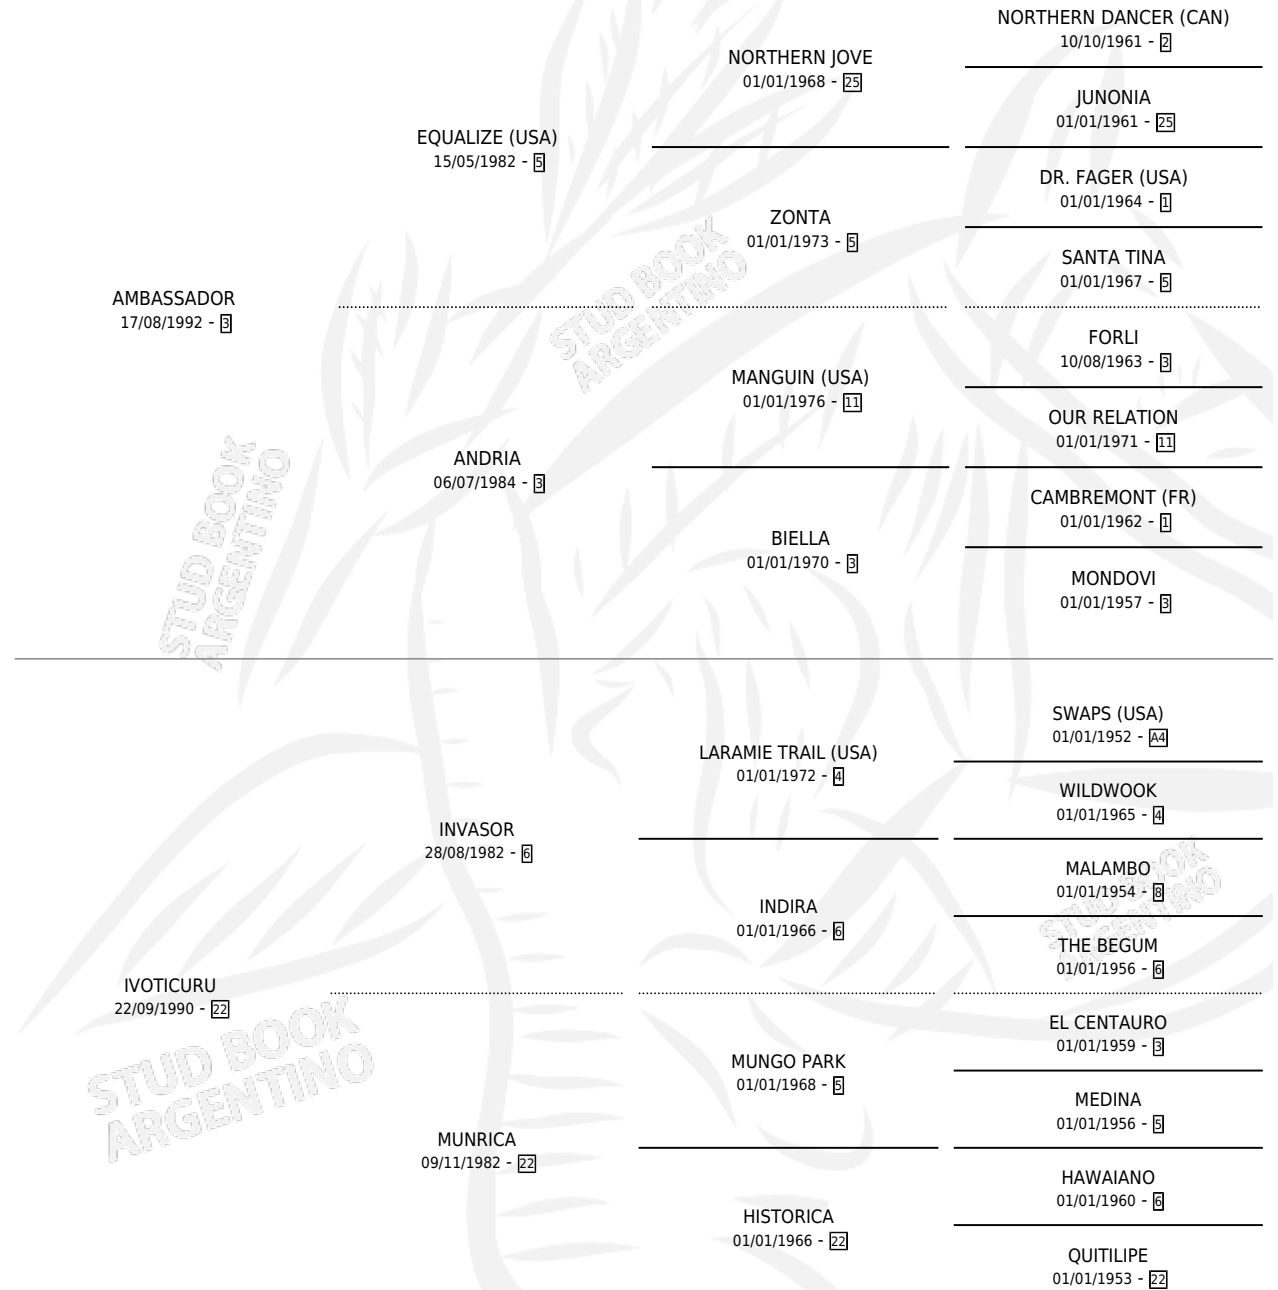 NORTHERN DANCER (CAN)
10/10/1961 - 2
NORTHERN JOVE
01/01/1968 - 25
JUNONIA
01/01/1961 - 25
EQUALIZE (USA)
15/05/1982 - 5
DR. FAGER (USA)
01/01/1964 - 1
ZONTA
01/01/1973 - 5
SANTA TINA
01/01/1967 - 5
AMBASSADOR
17/08/1992 - 3
STUD BOOK
ARGENTINO
FORLI
10/08/1963 - 3
MANGUIN (USA)
01/01/1976 - 11
OUR RELATION
01/01/1971 - 11
ANDRIA
06/07/1984 - 3
CAMBREMONT (FR)
01/01/1962 - 1
BIELLA
01/01/1970 - 3
MONDOVI
01/01/1957 - 3
STUD BOOK
ARGENTINO
SWAPS (USA)
01/01/1952 - A4
LARAMIE TRAIL (USA)
01/01/1972 - 4
WILDWOOK
01/01/1965 - 4
INVASOR
28/08/1982 - 6
MALAMBO
01/01/1954 - 8
INDIRA
01/01/1966 - 6
THE BEGUM
01/01/1956 - 6
STUD BOOK
ARGENTINO
IVOTICURU
22/09/1990 - 22
EL CENTAURO
01/01/1959 - 3
MUNGO PARK
01/01/1968 - 5
MEDINA
01/01/1956 - 5
STUD BOOK
ARGENTINO
MUNRICA
09/11/1982 - 22
HAWAIANO
01/01/1960 - 6
HISTORICA
01/01/1966 - 22
QUITILIPE
01/01/1953 - 22